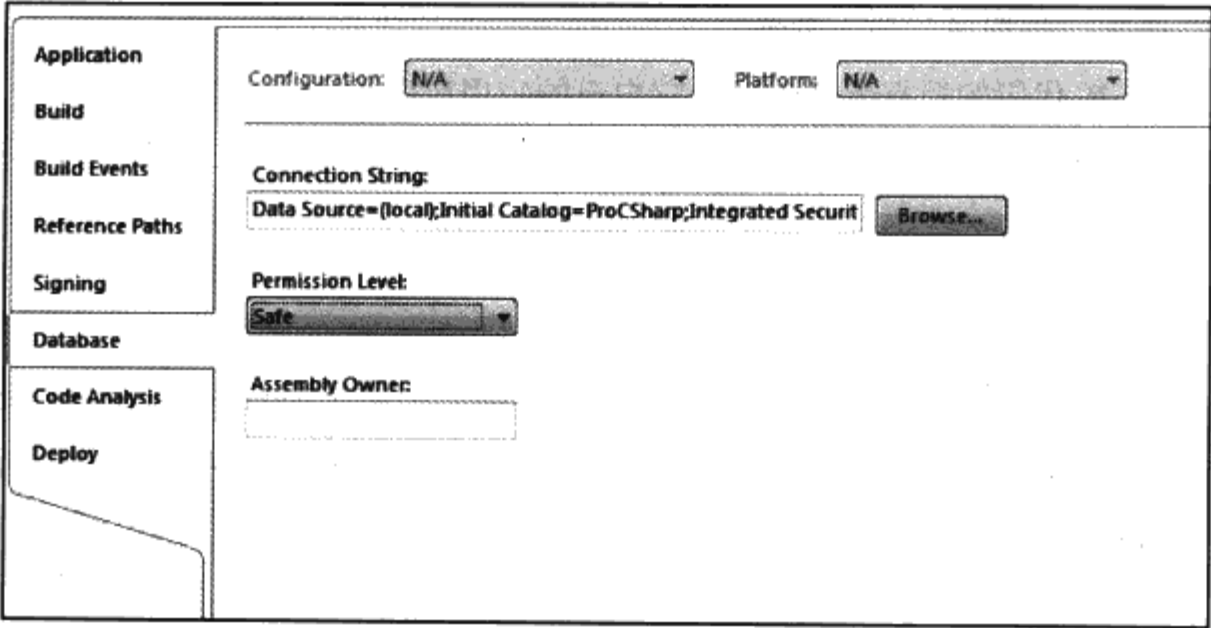 Application
Build
Build Events
Reference Paths
Signing
Database
Code Analysis
Deploy
Configuration: N/A Platform: N/A
Connection String:
Data Source=(local);Initial Catalog=ProCSharp;Integrated Securit Browse...
Permission Level:
Safe
Assembly Owner: